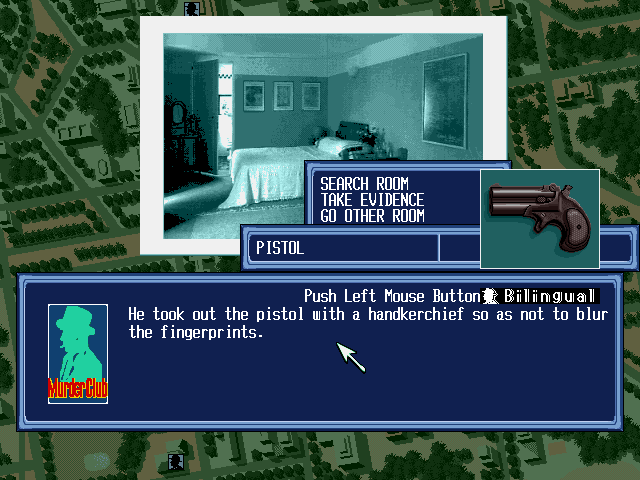 SEARCH ROOM
TAKE EVIDENCE
GO OTHER ROOM
PISTOL
Push Left Mouse Button Bilingual
He took out the pistol with a handkerchief so as not to blur
the fingerprints.
MurderClub